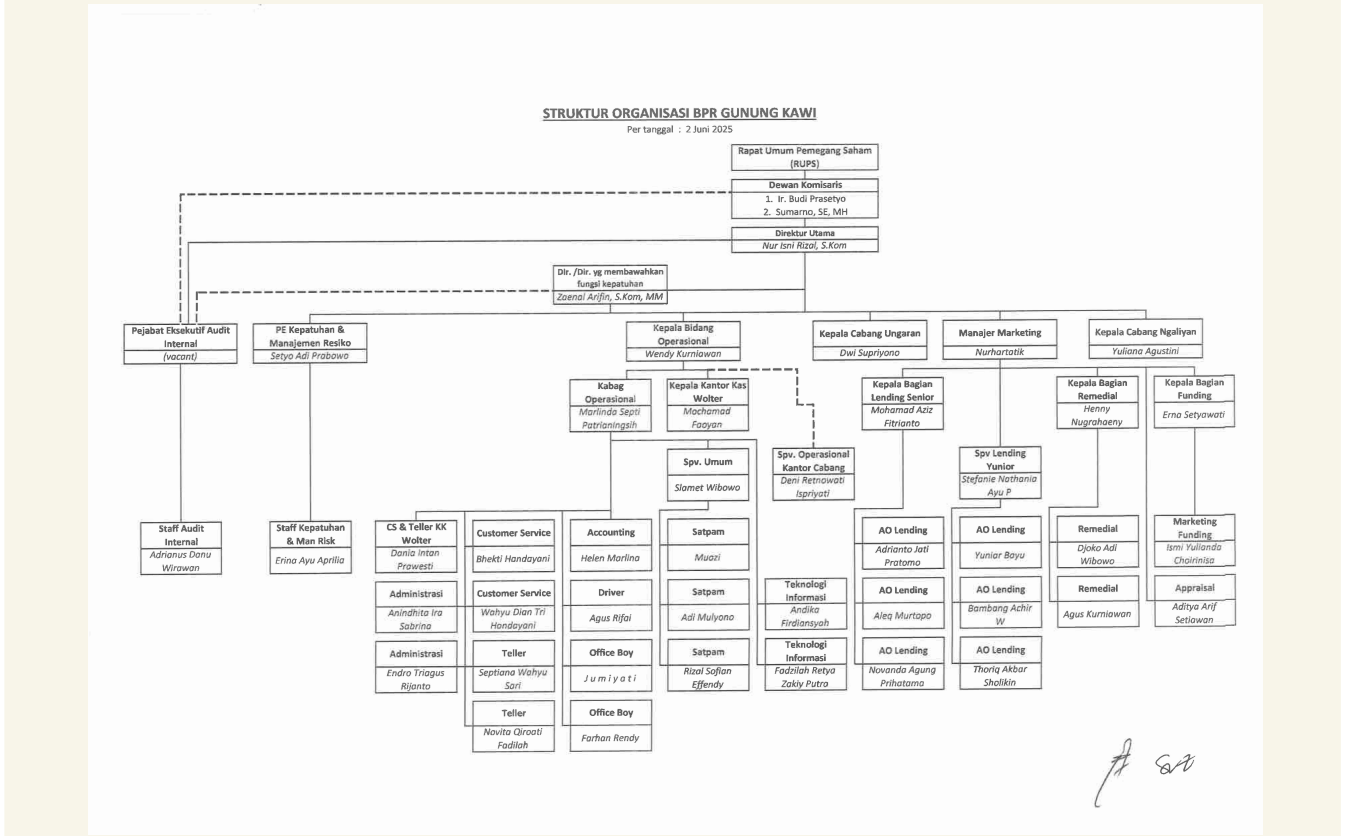 STRUKTUR ORGANISASI BPR GUNUNG KAWI
Per tanggal : 2 Juni 2025
Rapat Umum Pemegang Saham
(RUPS)
Dewan Komisaris
1. Ir. Budi Prasetyo
2. Sumarno, SE, MH
Direktur Utama
Nur Isni Rizal, S.Kom
Dir. /Dir. yg membawahkan
fungsi kepatuhan
Zaenal Arifin, S.Kom, MM
Pejabat Eksekutif Audit
Internal
(vacant)
PE Kepatuhan &
Manajemen Resiko
Setyo Adi Prabowo
Kepala Bidang
Operasional
Wendy Kurniawan
Kepala Cabang Ungaran
Dwi Supriyono
Manajer Marketing
Nurhartatik
Kepala Cabang Ngaliyan
Yuliana Agustini
Kabag
Operasional
Marlinda Septi
Patrianingsih
Kepala Kantor Kas
Wolter
Mochamad
Faoyan
Kepala Bagian
Lending Senior
Mohamad Aziz
Fitrianto
Kepala Bagian
Remedial
Henny
Nugrahaeny
Kepala Bagian
Funding
Erna Setyawati
Spv. Umum
Slamet Wibowo
Spv. Operasional
Kantor Cabang
Deni Retnowati
Ispriyati
Spv Lending
Yunior
Stefanie Nathania
Ayu P
Staff Audit
Internal
Adrianus Danu
Wirawan
Staff Kepatuhan
& Man Risk
Erina Ayu Aprilia
CS & Teller KK
Wolter
Dania Intan
Prawesti
Customer Service
Bhekti Handayani
Accounting
Helen Marlina
Satpam
Muazi
AO Lending
Adrianto Jati
Pratomo
AO Lending
Yuniar Bayu
Remedial
Djoko Adi
Wibowo
Marketing
Funding
Ismi Yulianda
Choirinisa
Administrasi
Anindhita Ira
Sabrina
Customer Service
Wahyu Dian Tri
Handayani
Driver
Agus Rifai
Satpam
Adi Mulyono
Teknologi
Informasi
Andika
Firdiansyah
AO Lending
Aleq Murtopo
AO Lending
Bambang Achir
W
Remedial
Agus Kurniawan
Appraisal
Aditya Arif
Setiawan
Administrasi
Endro Triagus
Rijanto
Teller
Septiana Wahyu
Sari
Office Boy
J u m i y a t i
Satpam
Rizal Sofian
Effendy
Teknologi
Informasi
Fadzilah Retya
Zakiy Putra
AO Lending
Novanda Agung
Prihatama
AO Lending
Thoriq Akbar
Sholikin
Teller
Novita Qiroati
Fadilah
Office Boy
Farhan Rendy